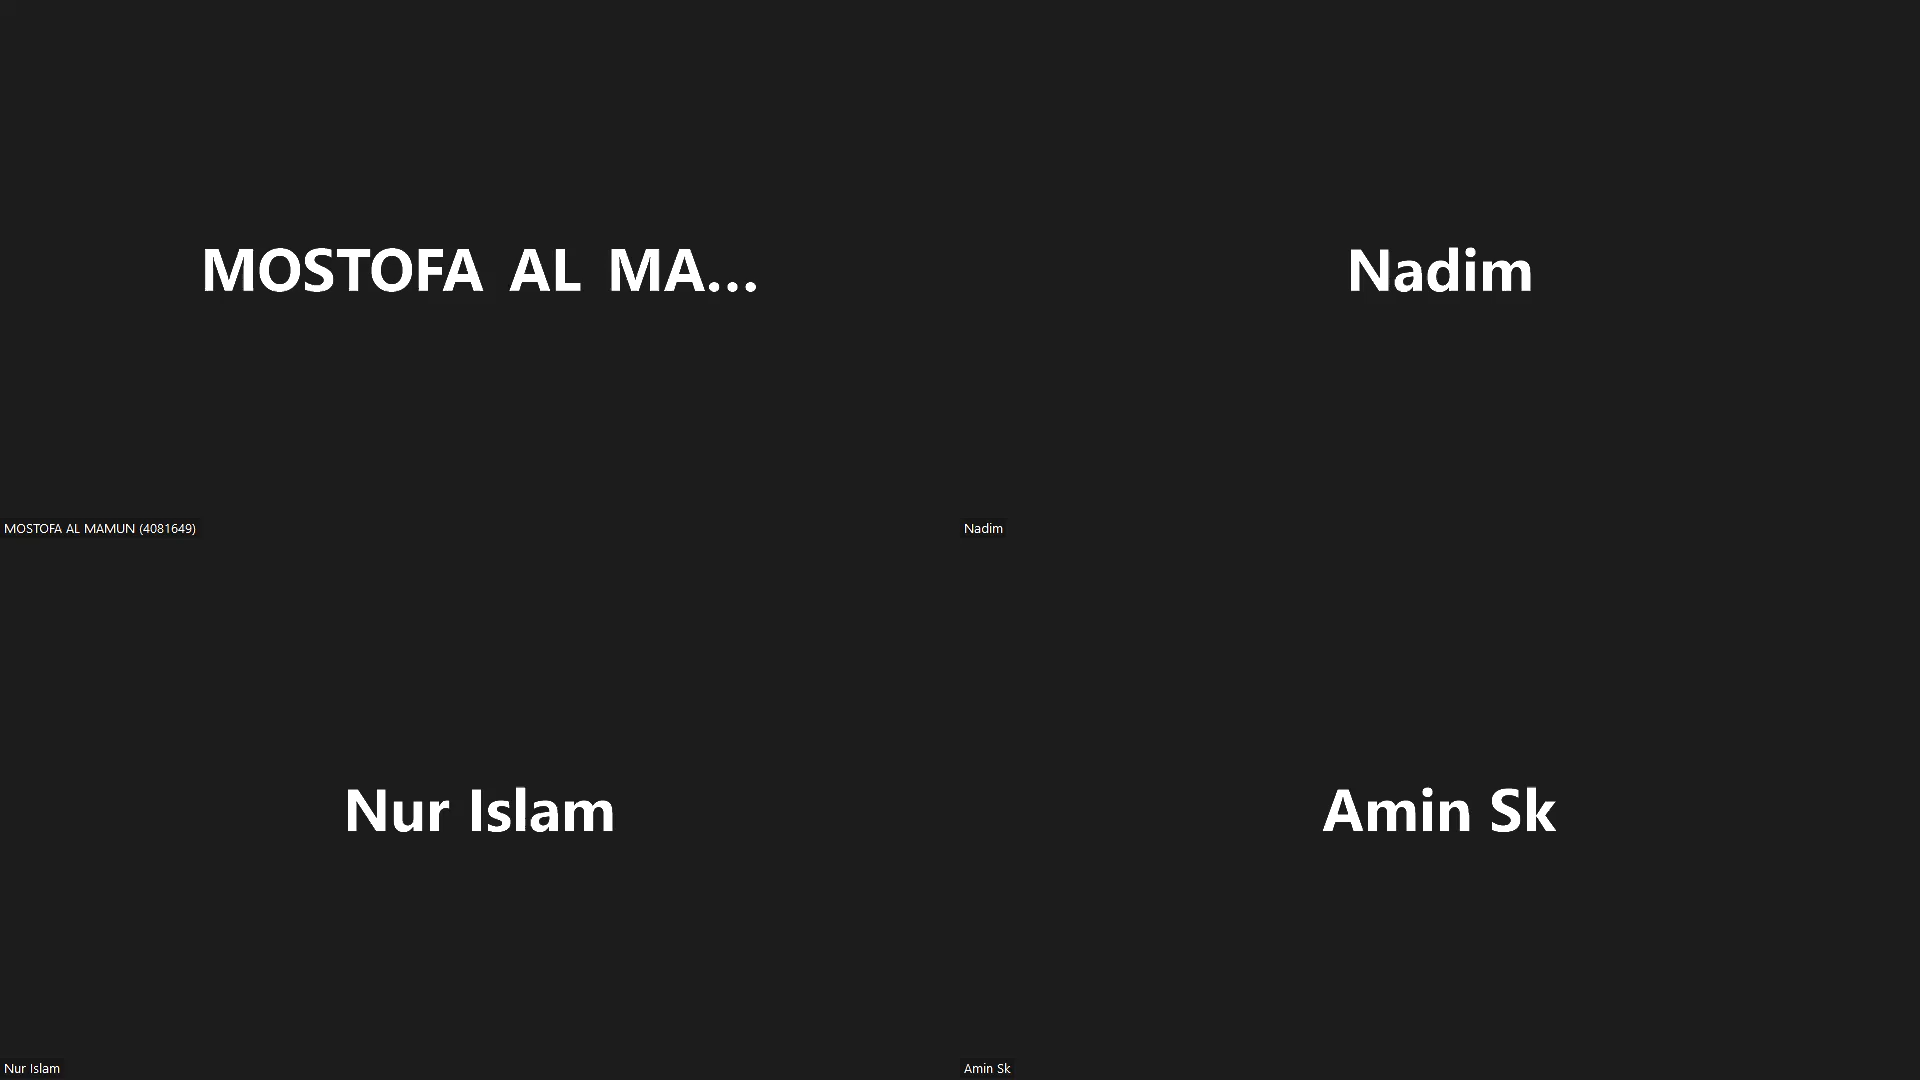 MOSTOFA AL MA...
Nadim
MOSTOFA AL MAMUN (4081649)
Nadim
Nur Islam
Amin Sk
Nur Islam
Amin Sk